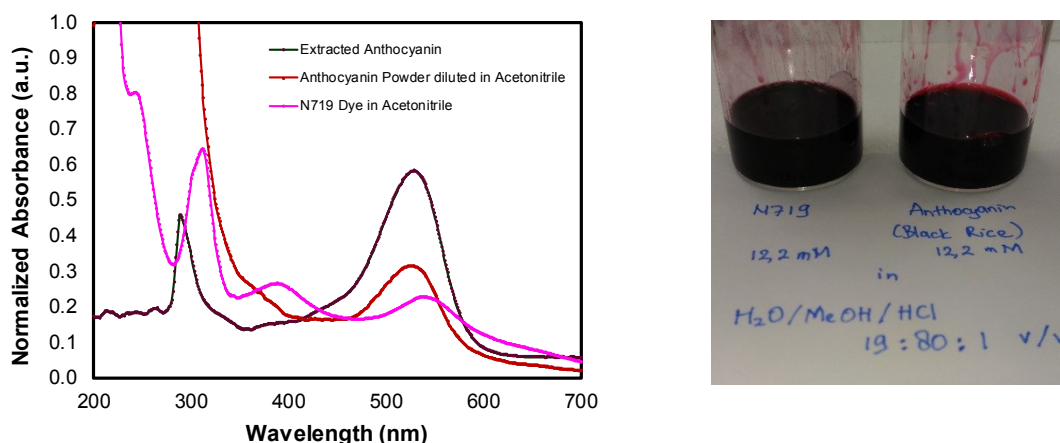 Normalized Absorbance (a.u.)
1.0
0.9
0.8
0.7
0.6
0.5
0.4
0.3
0.2
0.1
0.0
Extracted Anthocyanin
Anthocyanin Powder diluted in Acetonitrile
N719 Dye in Acetonitrile
200 300 400 500 600 700
Wavelength (nm)
N719 Anthocyanin
(Black Rice)
12,2 mM 12,2 mM
in
H₂O/MeOH/HCl
19:80:1 v/v